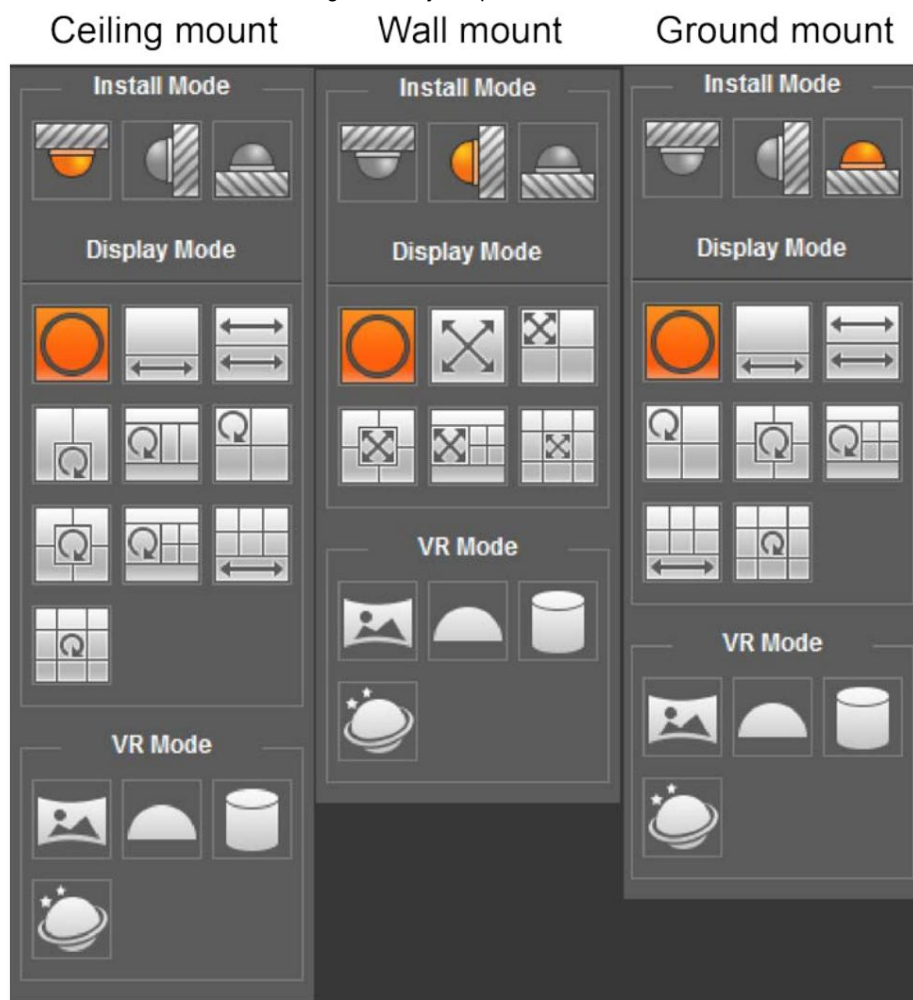 Ceiling mount
Install Mode
Display Mode
VR Mode
Wall mount
Install Mode
Display Mode
VR Mode
Ground mount
Install Mode
Display Mode
VR Mode